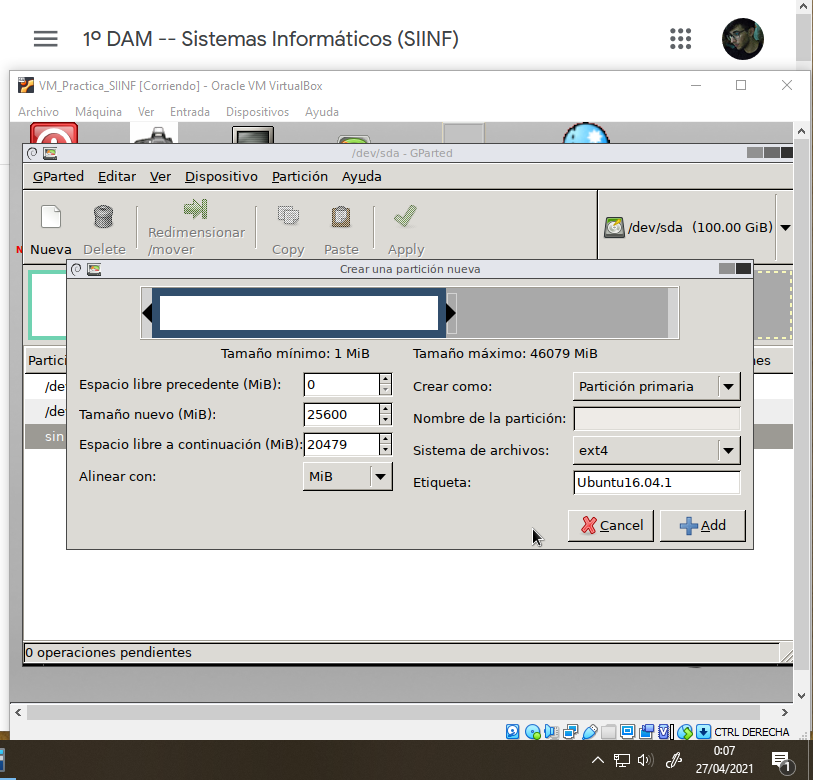 1º DAM -- Sistemas Informáticos (SIINF)
VM_Practica_SIINF [Corriendo] - Oracle VM VirtualBox
Archivo Máquina Ver Entrada Dispositivos Ayuda
/dev/sda - GParted
GParted Editar Ver Dispositivo Partición Ayuda
Nueva Delete Redimensionar /mover Copy Paste Apply
/dev/sda (100.00 GiB)
Crear una partición nueva
Tamaño mínimo: 1 MiB Tamaño máximo: 46079 MiB
Espacio libre precedente (MiB): 0
Tamaño nuevo (MiB): 25600
Espacio libre a continuación (MiB): 20479
Alinear con: MiB
Crear como: Partición primaria
Nombre de la partición:
Sistema de archivos: ext4
Etiqueta: Ubuntu16.04.1
Cancel Add
Partici
/de
/de
sin
nes
0 operaciones pendientes
CTRL DERECHA
0:07
27/04/2021
1